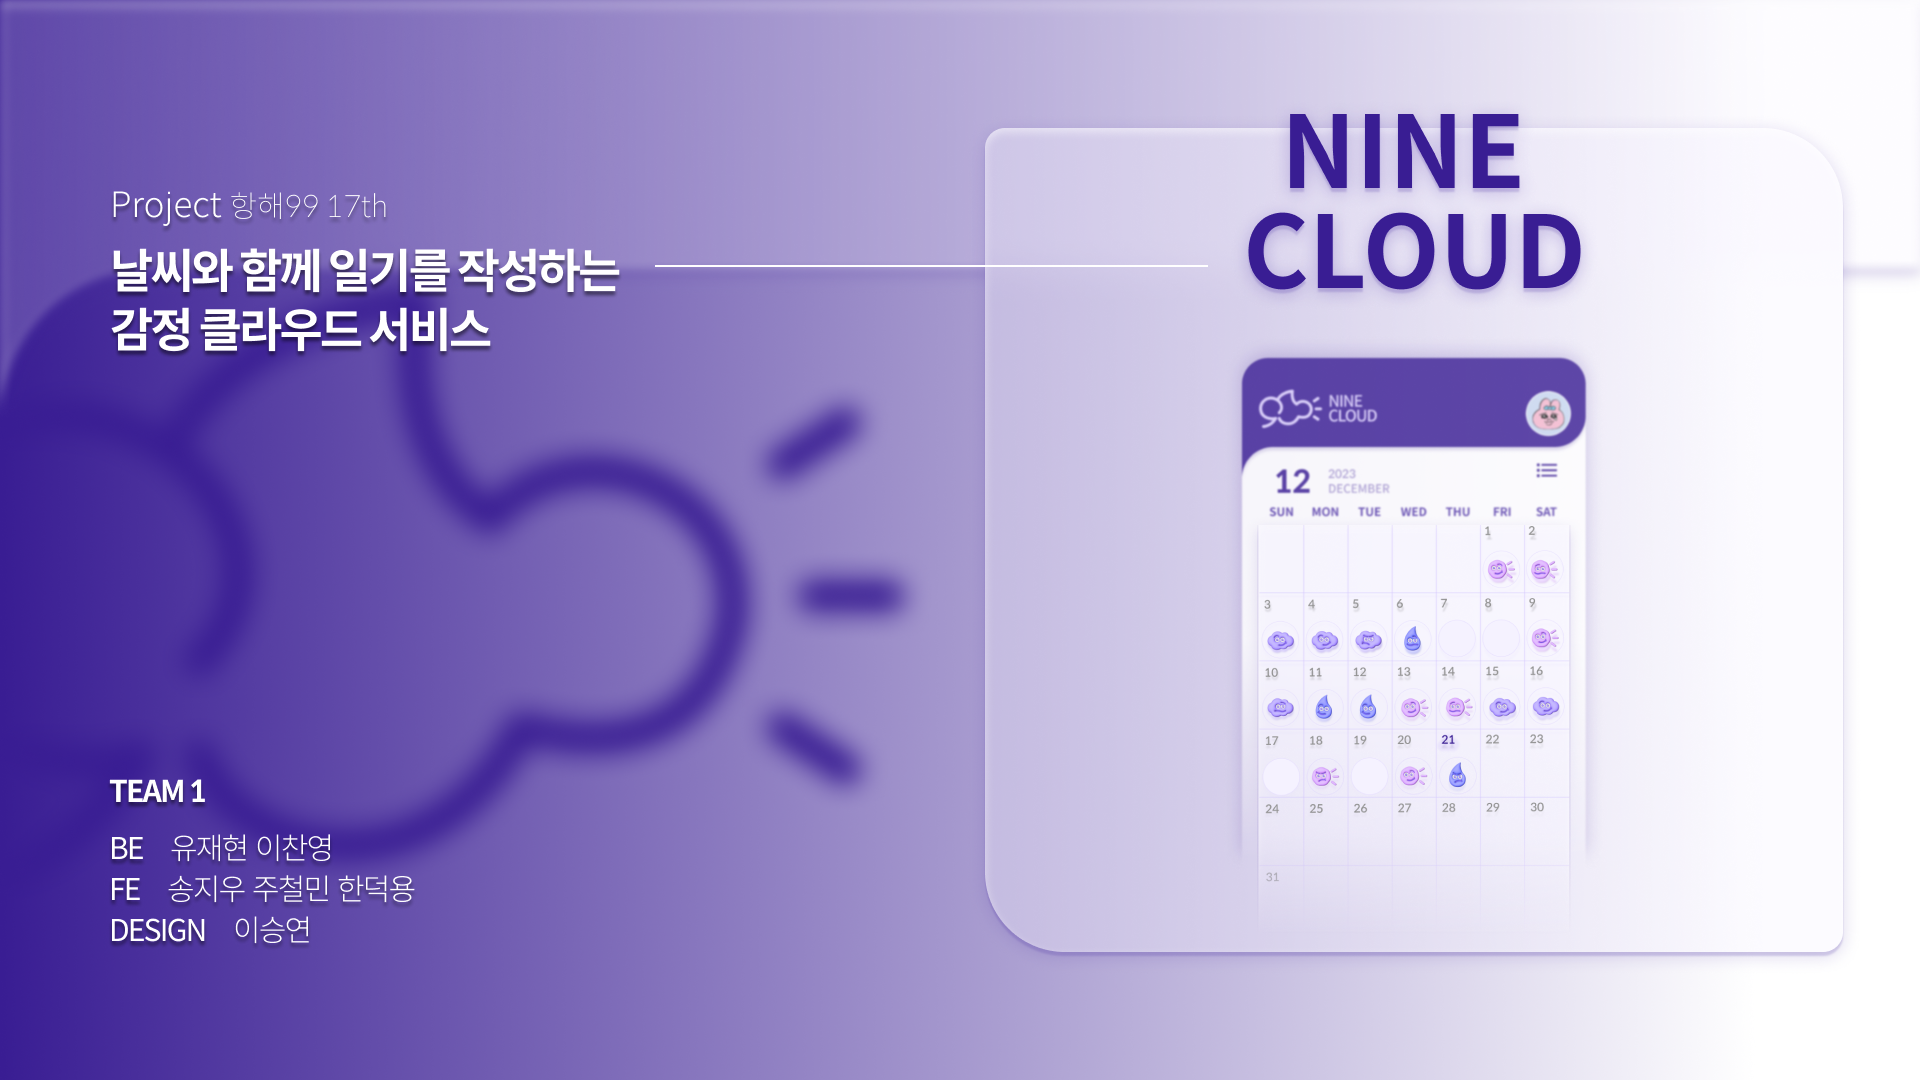 Project 항해99 17th
날씨와 함께 일기를 작성하는
감정 클라우드 서비스
TEAM 1
BE 유재현 이찬영
FE 송지우 주철민 한덕용
DESIGN 이승연
NINE
CLOUD
NINE
CLOUD
12
2023
DECEMBER
SUN MON TUE WED THU FRI SAT
1 2
3 4 5 6 7 8 9
10 11 12 13 14 15 16
17 18 19 20 21 22 23
24 25 26 27 28 29 30
31